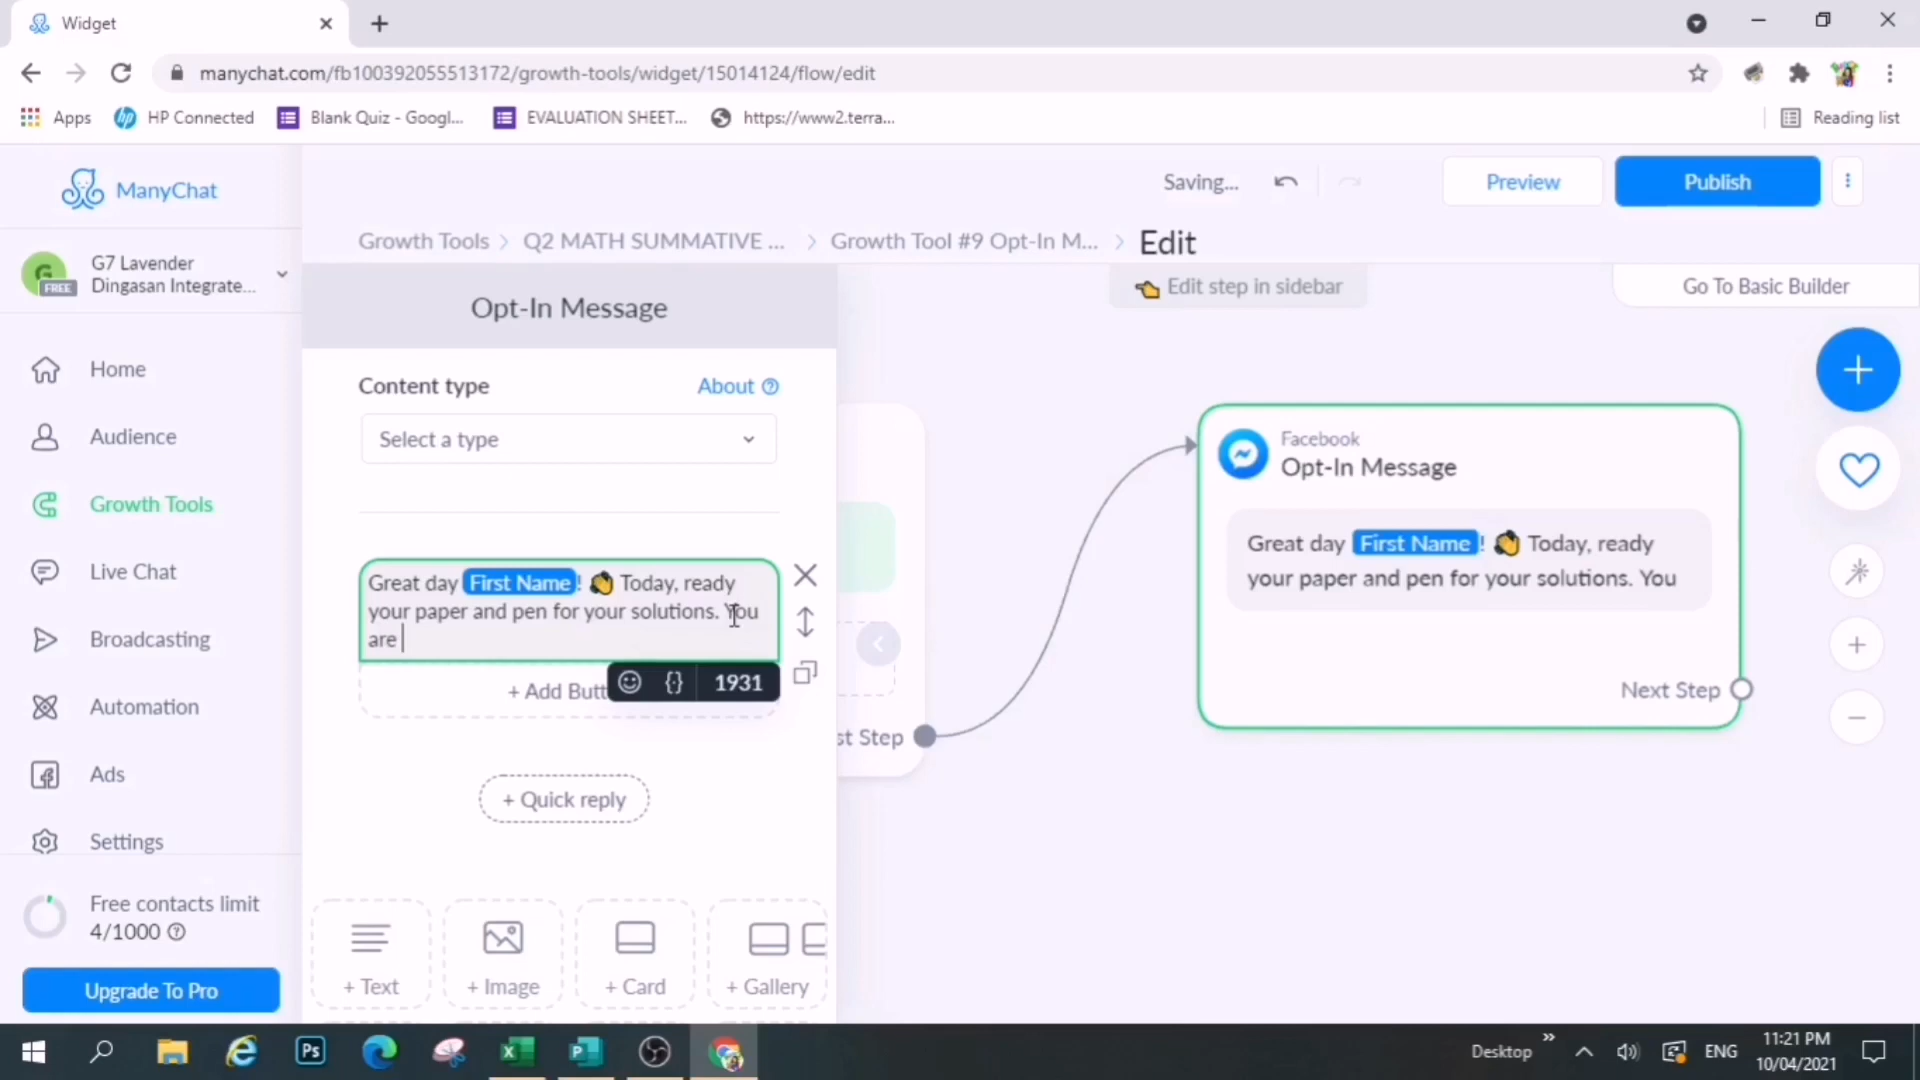 Widget
manychat.com/fb100392055513172/growth-tools/widget/15014124/flow/edit
Apps
HP Connected
Blank Quiz - Googl...
EVALUATION SHEET...
https://www2.terra...
Reading list
ManyChat
Saving...
Preview
Publish
Growth Tools
Q2 MATH SUMMATIVE ...
Growth Tool #9 Opt-In M...
Edit
G
FREE
G7 Lavender
Dingasan Integrate...
Edit step in sidebar
Go To Basic Builder
Home
Audience
Growth Tools
Live Chat
Broadcasting
Automation
Ads
Settings
Free contacts limit
4/1000
Upgrade To Pro
Opt-In Message
Content type
About
Select a type
Great day First Name! 👏 Today, ready
your paper and pen for your solutions. You
are
+ Add Butt
1931
+ Quick reply
+ Text
+ Image
+ Card
+ Gallery
st Step
Facebook
Opt-In Message
Great day First Name! 👏 Today, ready
your paper and pen for your solutions. You
Next Step
Ps
Desktop
ENG
11:21 PM
10/04/2021